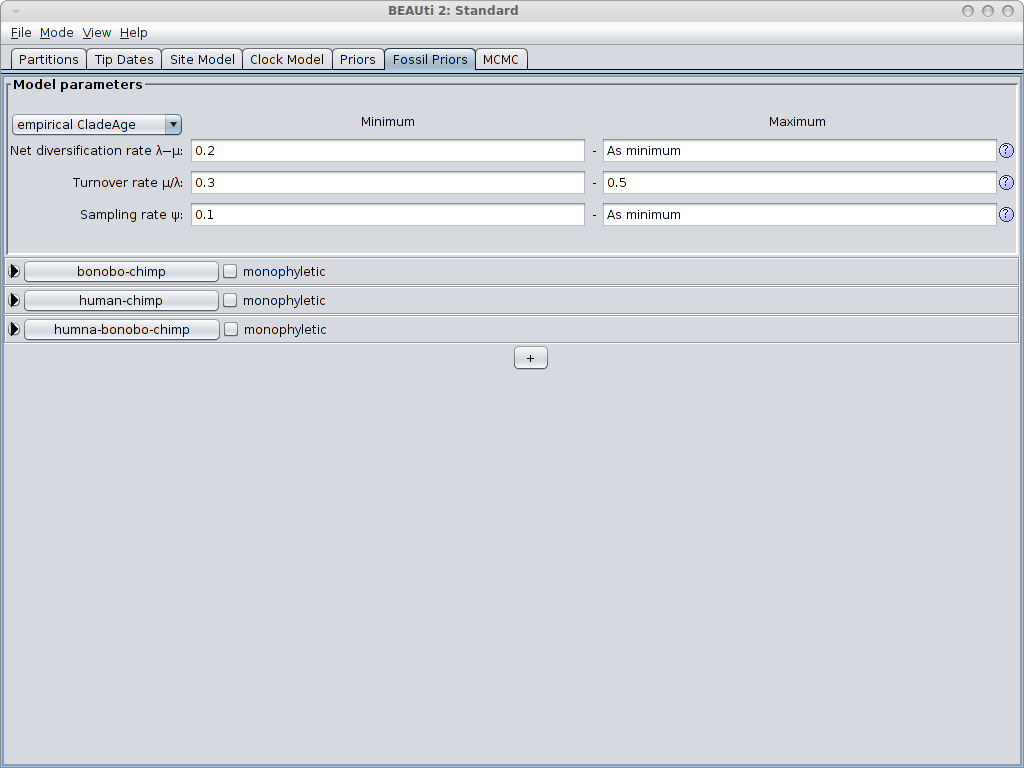 BEAUti 2: Standard
File Mode View Help
Partitions Tip Dates Site Model Clock Model Priors Fossil Priors MCMC
Model parameters
empirical CladeAge Minimum Maximum
Net diversification rate λ−μ: 0.2 - As minimum ?
Turnover rate μ/λ: 0.3 - 0.5 ?
Sampling rate ψ: 0.1 - As minimum ?
bonobo-chimp monophyletic
human-chimp monophyletic
humna-bonobo-chimp monophyletic
+